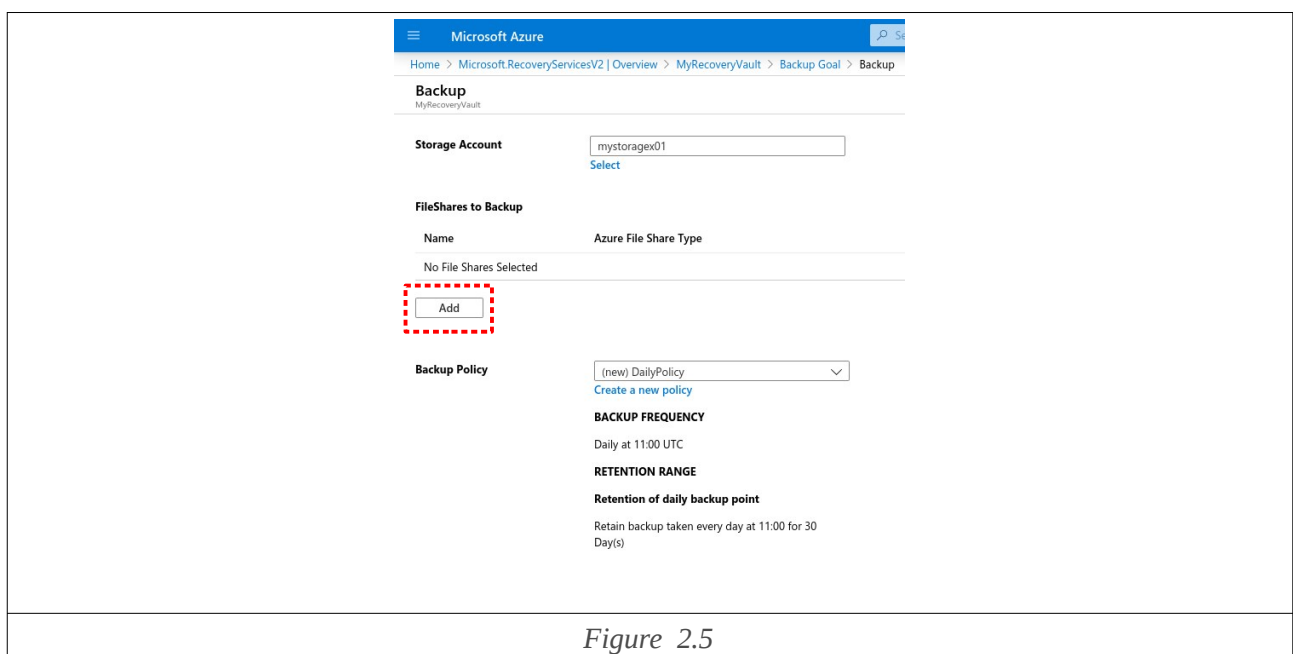 Microsoft Azure
Home > Microsoft.RecoveryServicesV2 | Overview > MyRecoveryVault > Backup Goal > Backup
Backup
MyRecoveryVault
Storage Account mystoragex01
Select
FileShares to Backup
Name Azure File Share Type
No File Shares Selected
Add
Backup Policy (new) DailyPolicy
Create a new policy
BACKUP FREQUENCY
Daily at 11:00 UTC
RETENTION RANGE
Retention of daily backup point
Retain backup taken every day at 11:00 for 30
Day(s)
Figure 2.5